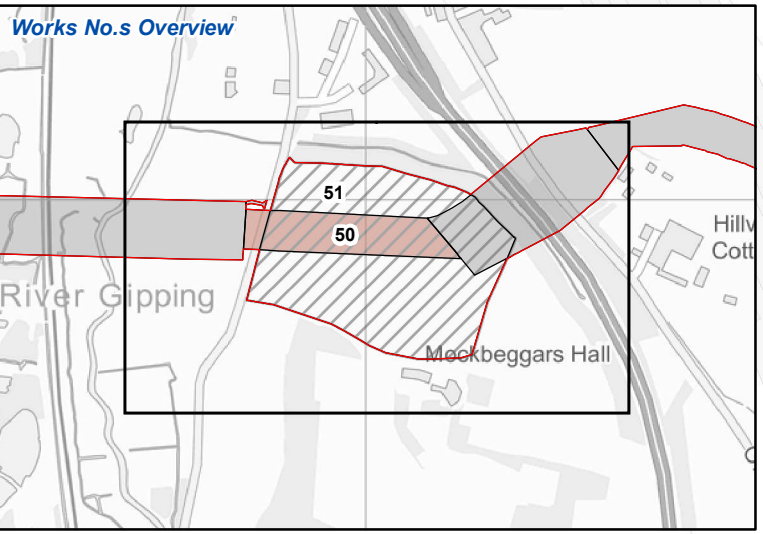 Works No.s Overview
51
50
Hillv
Cott
River Gipping
Mockbeggars Hall